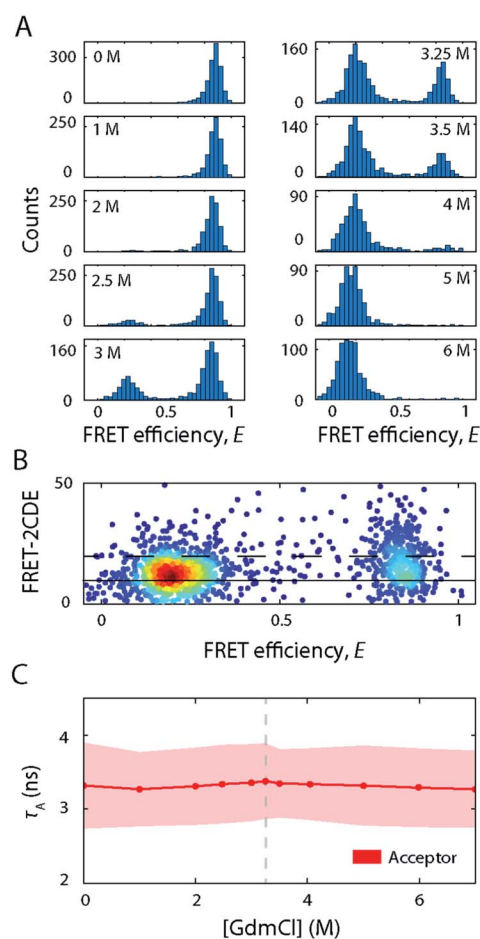 A
300
0
0 M
160
0
3.25 M
250
0
1 M
140
0
3.5 M
Counts
250
0
2 M
90
0
4 M
250
0
2.5 M
90
0
5 M
160
0
3 M
100
0
6 M
0 0.5 1
0 0.5 1
FRET efficiency, E
FRET efficiency, E
B
50
0
FRET-2CDE
0 0.5 1
FRET efficiency, E
C
4
3
2
τA (ns)
Acceptor
0 2 4 6
[GdmCl] (M)